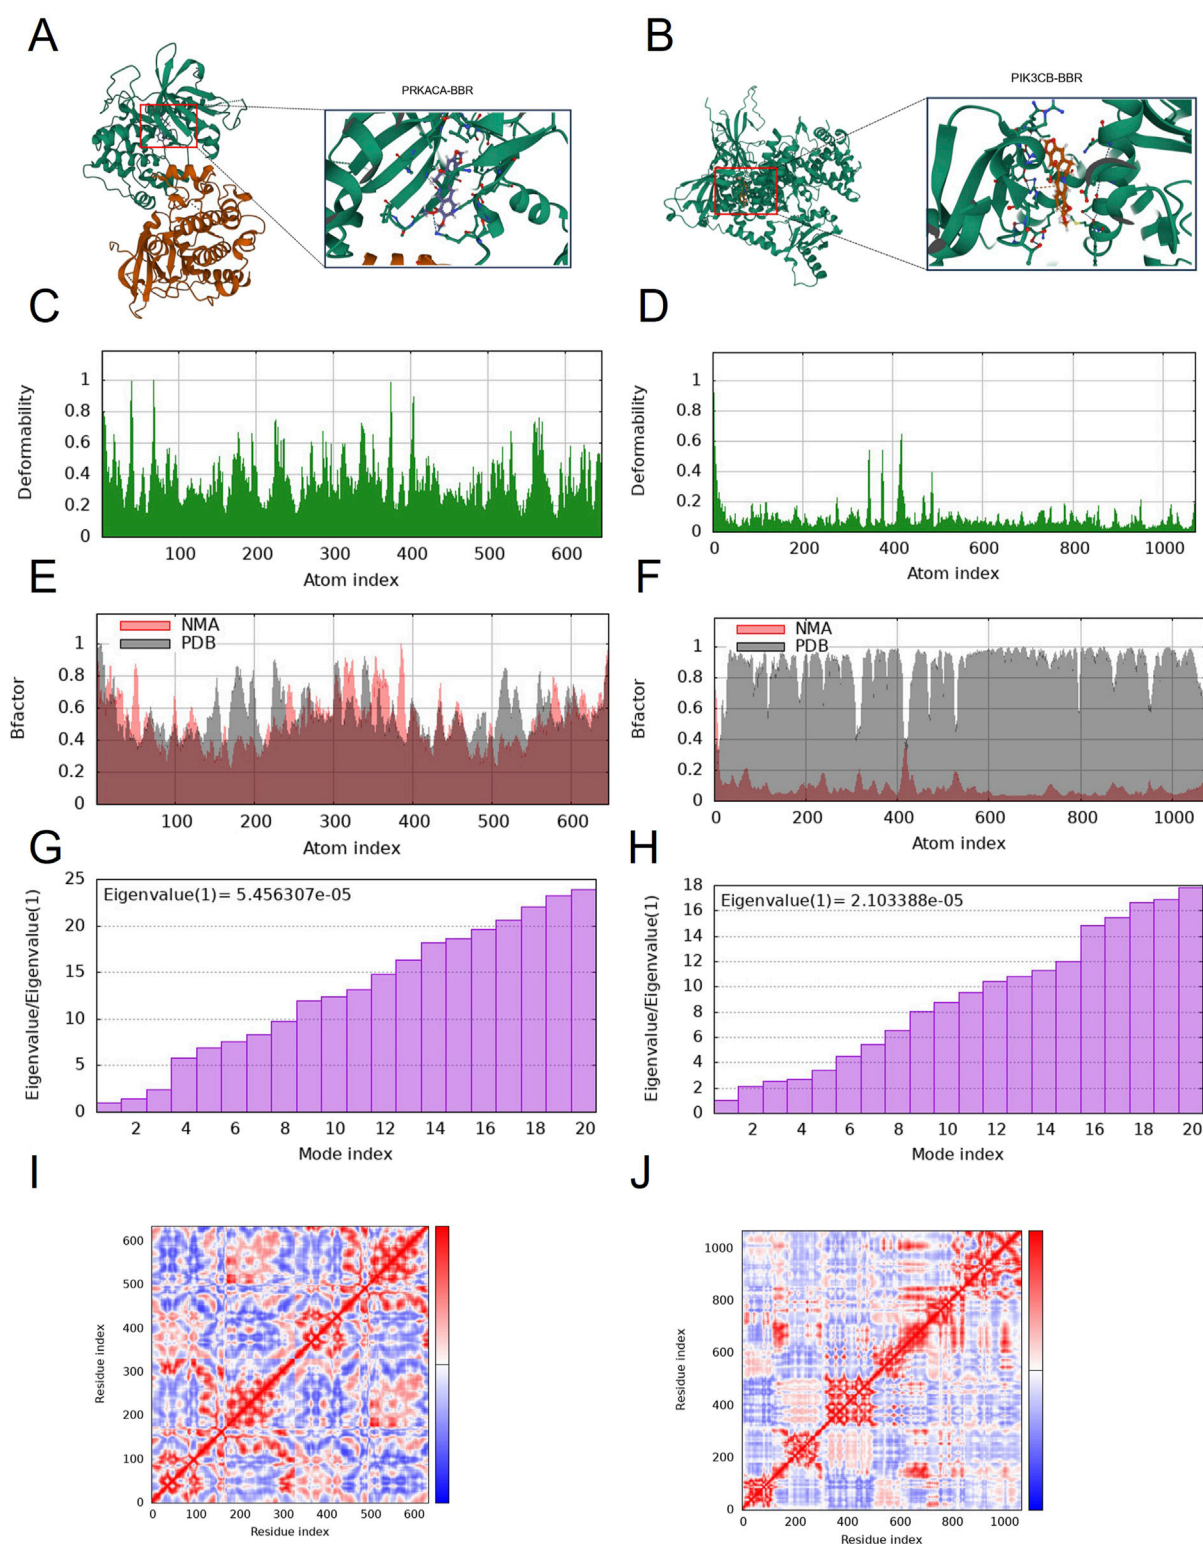 A
B
PRKACA-BBR
PIK3CB-BBR
C
D
Deformability
1
0.8
0.6
0.4
0.2
0
100 200 300 400 500 600
Atom index
Deformability
1
0.8
0.6
0.4
0.2
0
0 200 400 600 800 1000
Atom index
E
F
NMA
PDB
Bfactor
1
0.8
0.6
0.4
0.2
0
100 200 300 400 500 600
Atom index
NMA
PDB
Bfactor
1
0.8
0.6
0.4
0.2
0
0 200 400 600 800 1000
Atom index
G
H
Eigenvalue(1)= 5.456307e-05
Eigenvalue/Eigenvalue(1)
25
20
15
10
5
0
2 4 6 8 10 12 14 16 18 20
Mode index
Eigenvalue(1)= 2.103388e-05
Eigenvalue/Eigenvalue(1)
18
16
14
12
10
8
6
4
2
0
2 4 6 8 10 12 14 16 18 20
Mode index
I
J
Residue index
600
500
400
300
200
100
0
0 100 200 300 400 500 600
Residue index
Residue index
1000
800
600
400
200
0
0 200 400 600 800 1000
Residue index